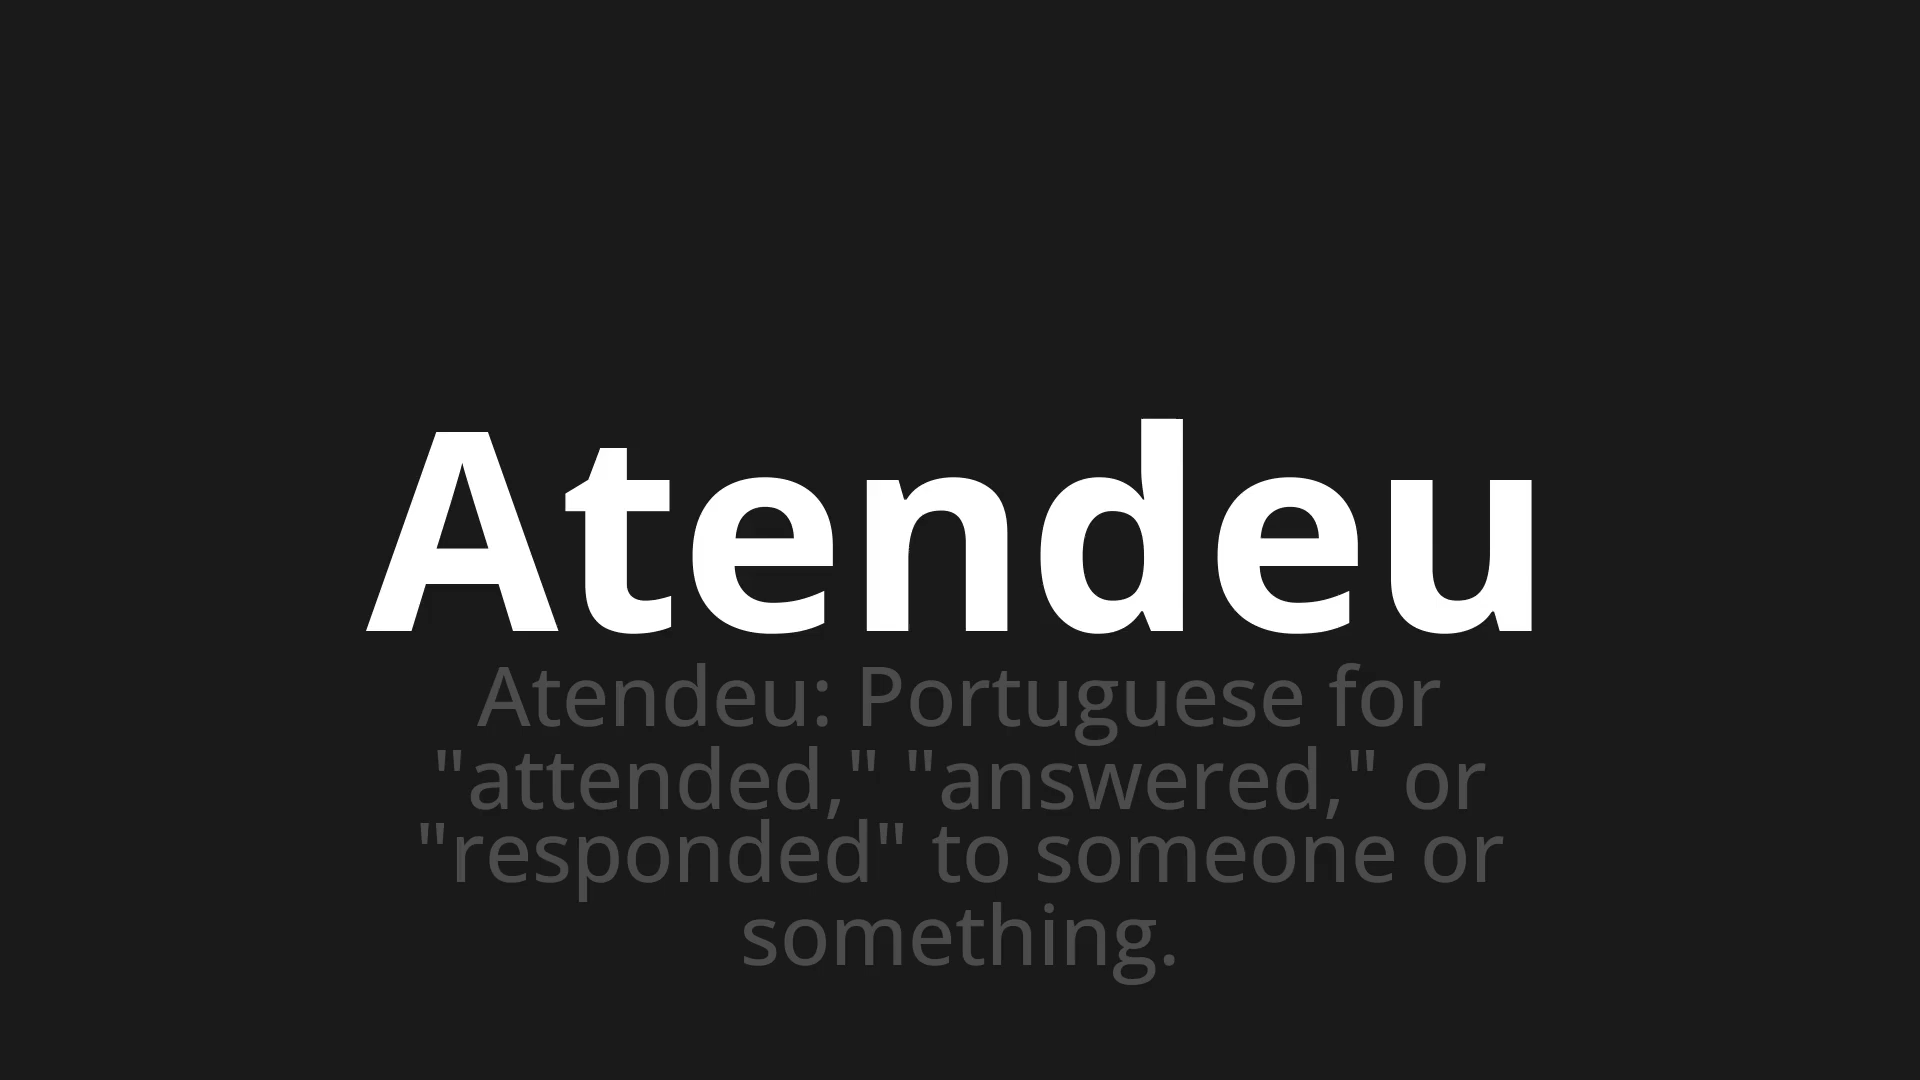 Atendeu
Atendeu: Portuguese for
"attended," "answered," or
"responded" to someone or
something.